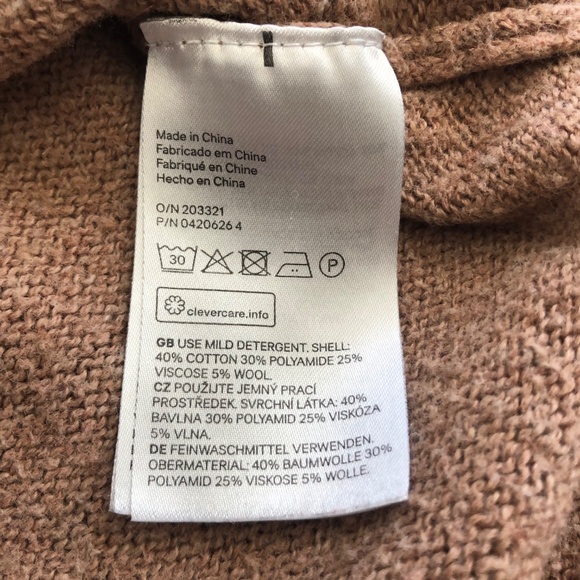 Made in China
Fabricado em China
Fabriqué en Chine
Hecho en China
O/N 203321
P/N 0420626 4
30
P
clevercare.info
GB USE MILD DETERGENT. SHELL:
40% COTTON 30% POLYAMIDE 25%
VISCOSE 5% WOOL.
CZ POUŽIJTE JEMNÝ PRACÍ
PROSTŘEDEK. SVRCHNÍ LÁTKA: 40%
BAVLNA 30% POLYAMID 25% VISKÓZA
5% VLNA.
DE FEINWASCHMITTEL VERWENDEN.
OBERMATERIAL: 40% BAUMWOLLE 30%
POLYAMID 25% VISKOSE 5% WOLLE.